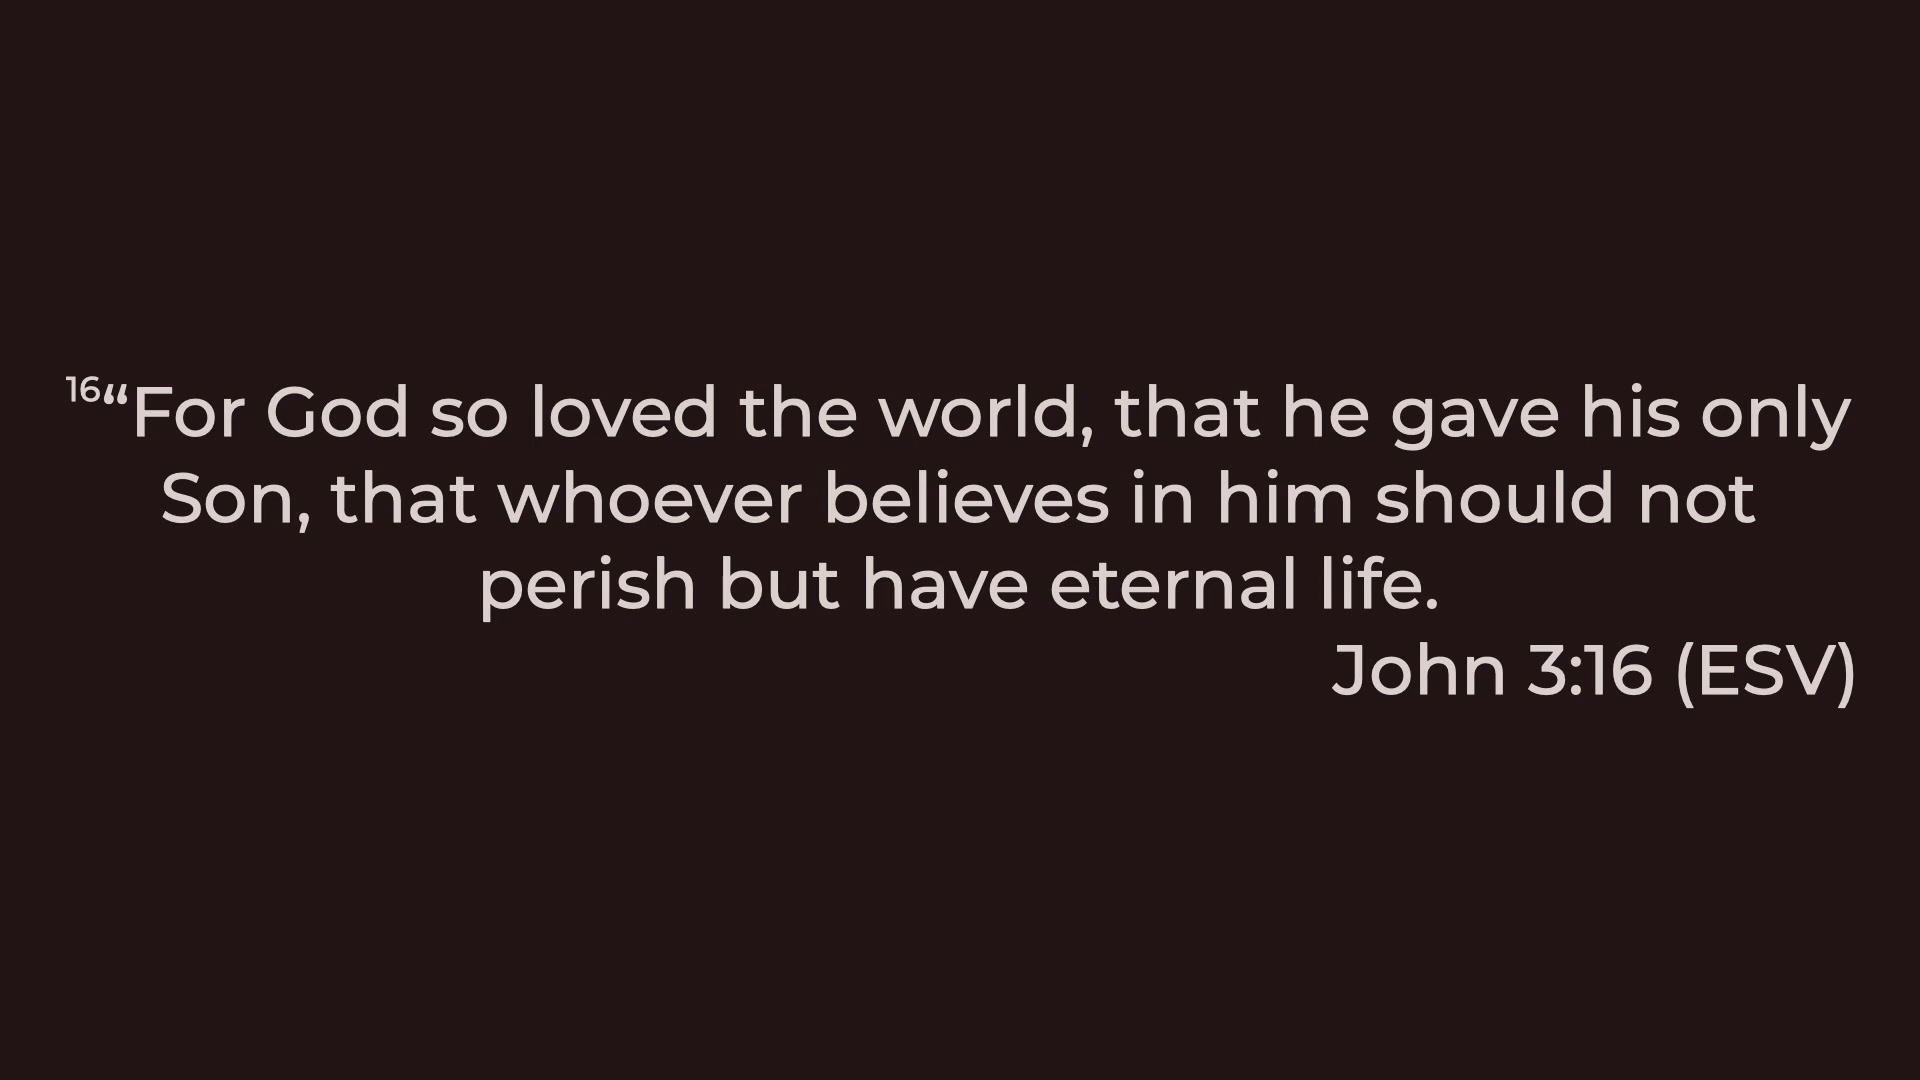 16“For God so loved the world, that he gave his only
Son, that whoever believes in him should not
perish but have eternal life.
John 3:16 (ESV)